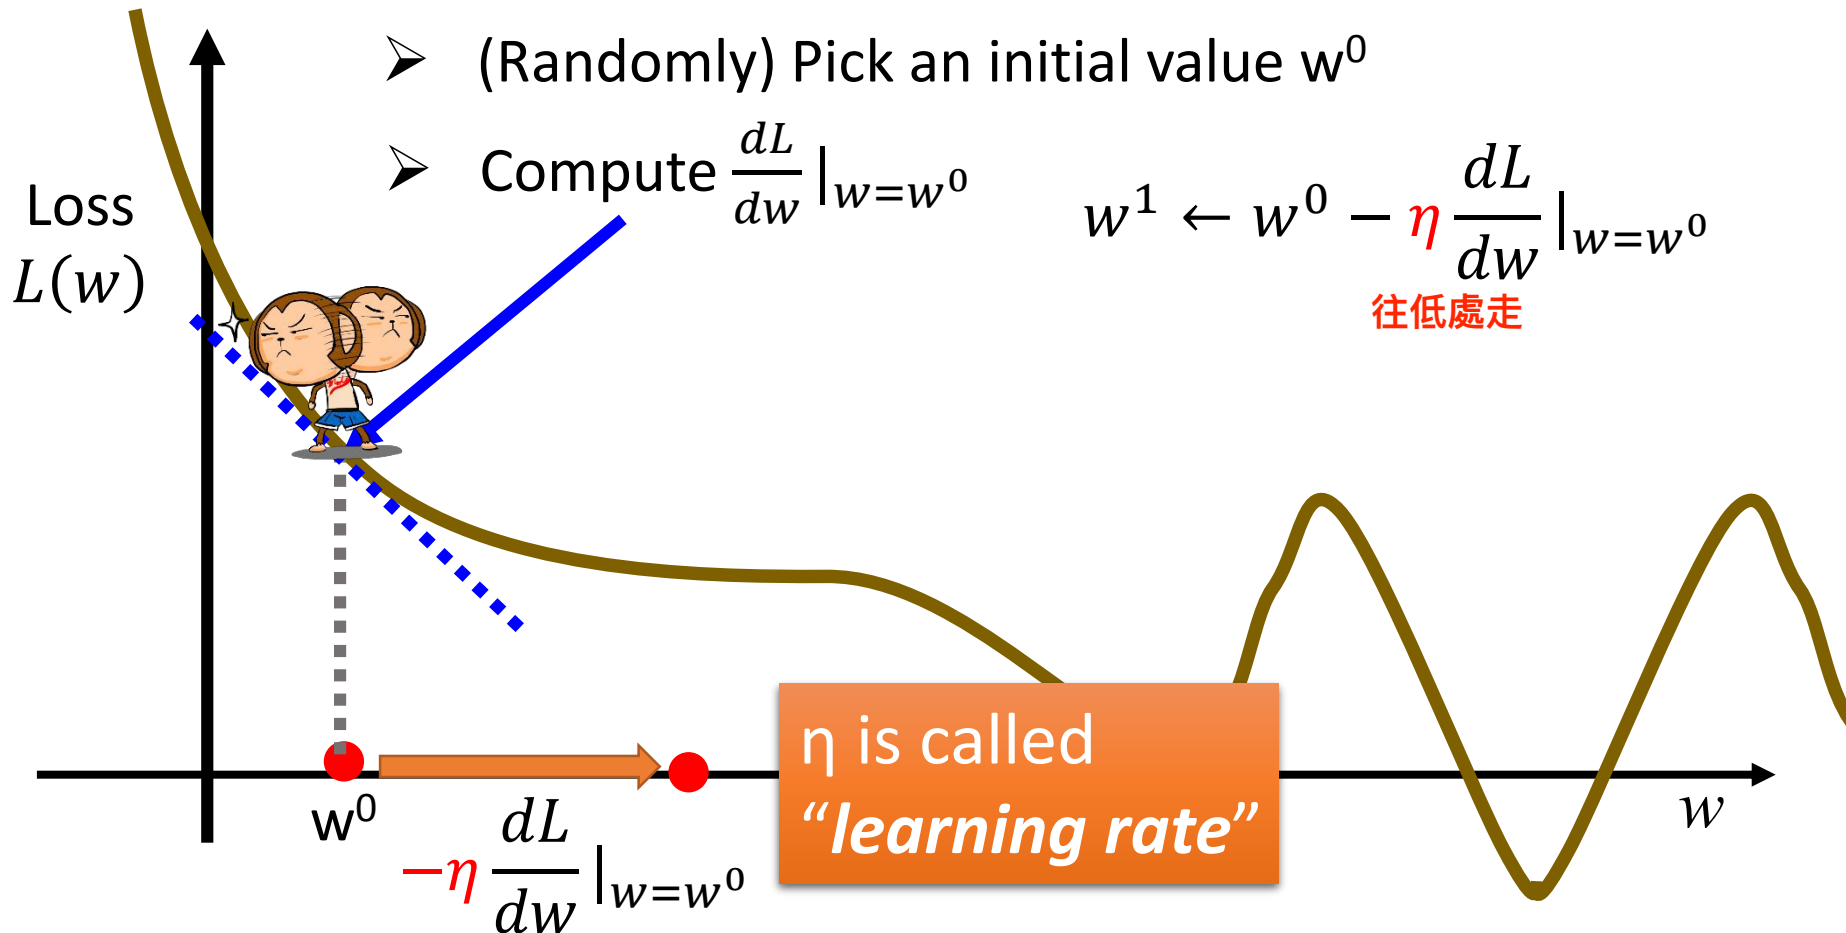 ➢ (Randomly) Pick an initial value w⁰
➢ Compute dL/dw |w=w⁰
w¹ ← w⁰ − η dL/dw |w=w⁰
往低處走
Loss
L(w)
w⁰
−η dL/dw |w=w⁰
η is called
“learning rate”
w